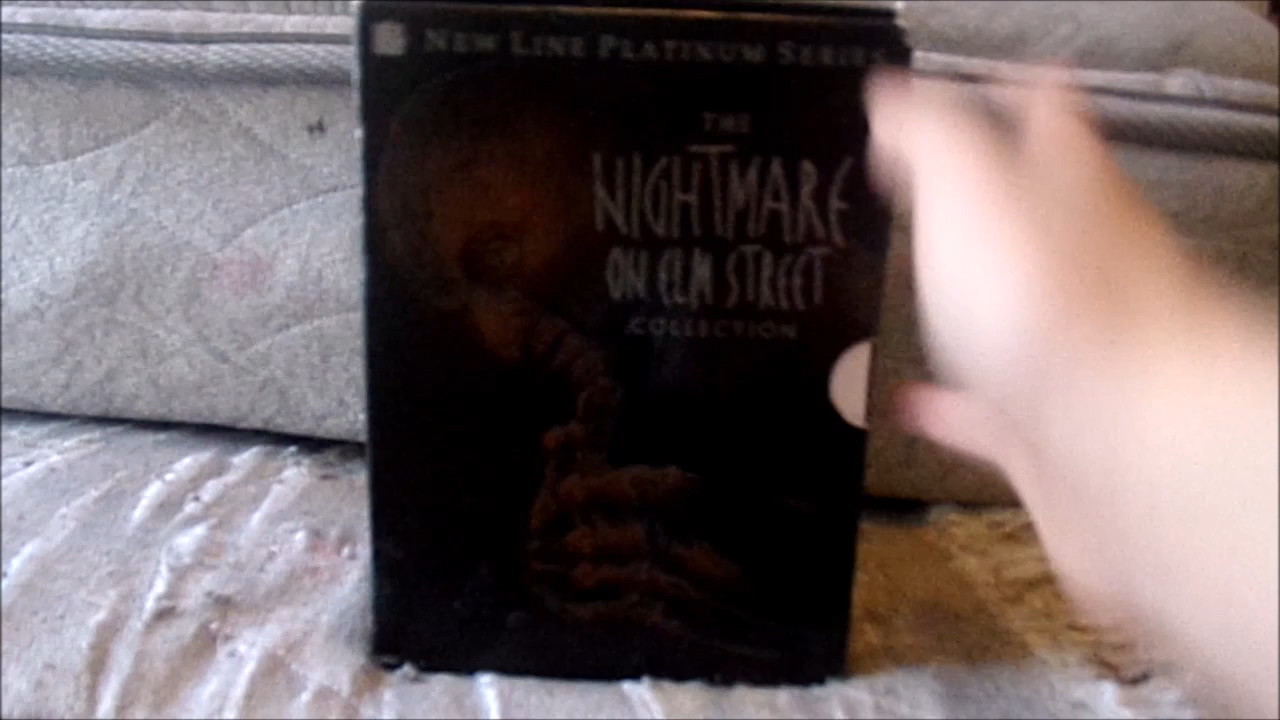 NEW LINE PLATINUM SERIES
THE
NIGHTMARE
ON ELM STREET
COLLECTION